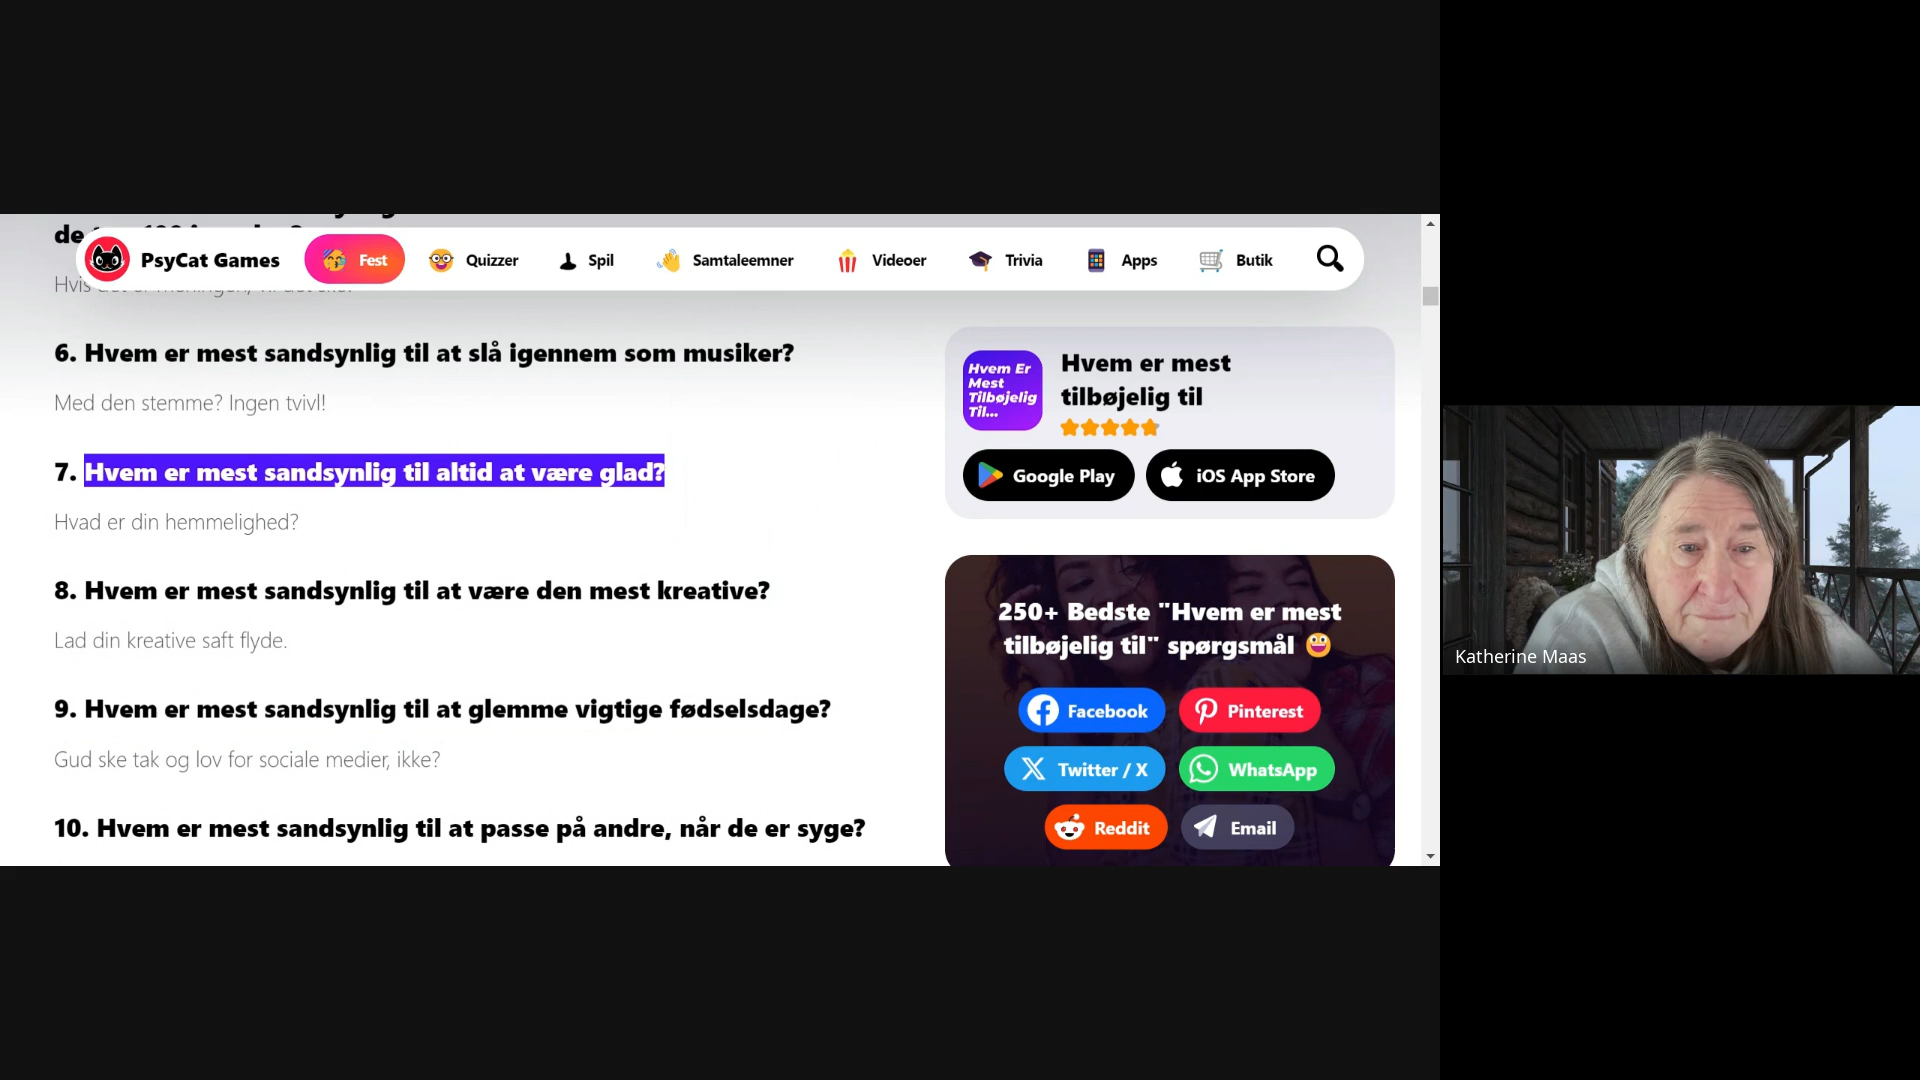 PsyCat Games
Fest
Quizzer
Spil
Samtaleemner
Videoer
Trivia
Apps
Butik
6. Hvem er mest sandsynlig til at slå igennem som musiker?
Med den stemme? Ingen tvivl!
7. Hvem er mest sandsynlig til altid at være glad?
Hvad er din hemmelighed?
8. Hvem er mest sandsynlig til at være den mest kreative?
Lad din kreative saft flyde.
9. Hvem er mest sandsynlig til at glemme vigtige fødselsdage?
Gud ske tak og lov for sociale medier, ikke?
10. Hvem er mest sandsynlig til at passe på andre, når de er syge?
Hvem Er
Mest
Tilbøjelig
Til...
Hvem er mest
tilbøjelig til
Google Play
iOS App Store
250+ Bedste "Hvem er mest
tilbøjelig til" spørgsmål
Facebook
Pinterest
Twitter / X
WhatsApp
Reddit
Email
Katherine Maas